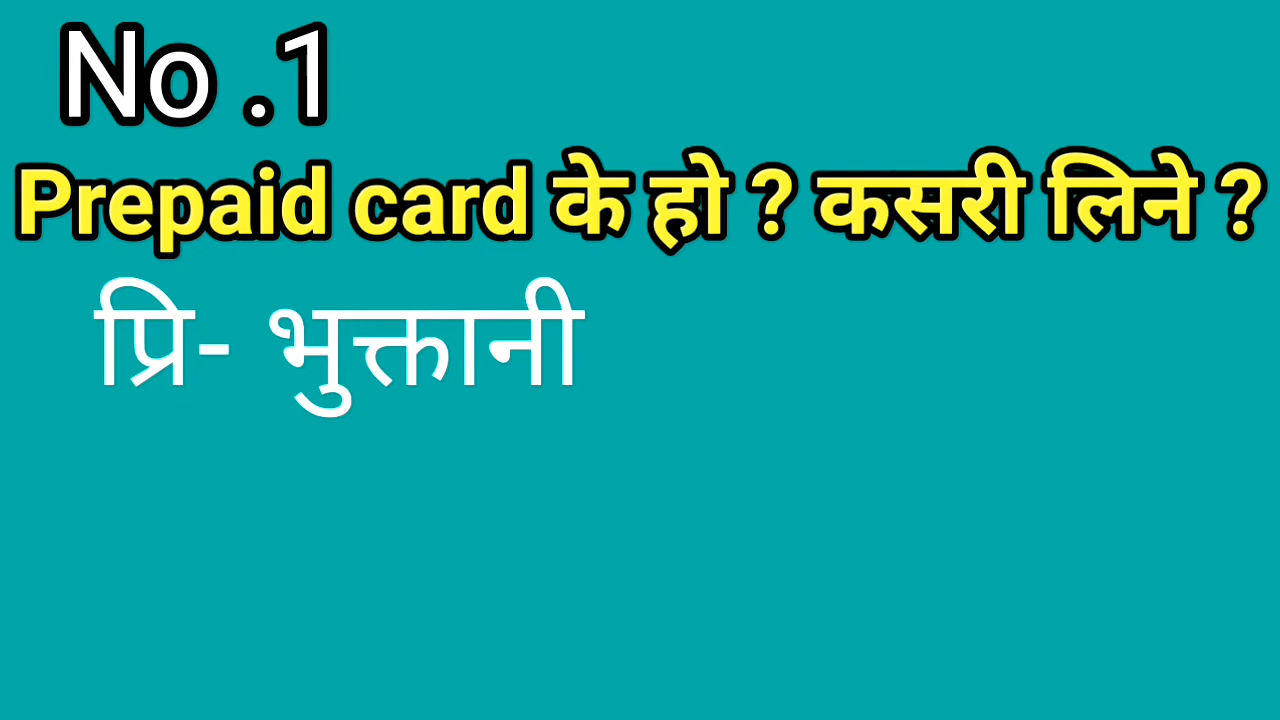 No .1
Prepaid card के हो ? कसरी लिने ?
प्रि- भुक्तानी